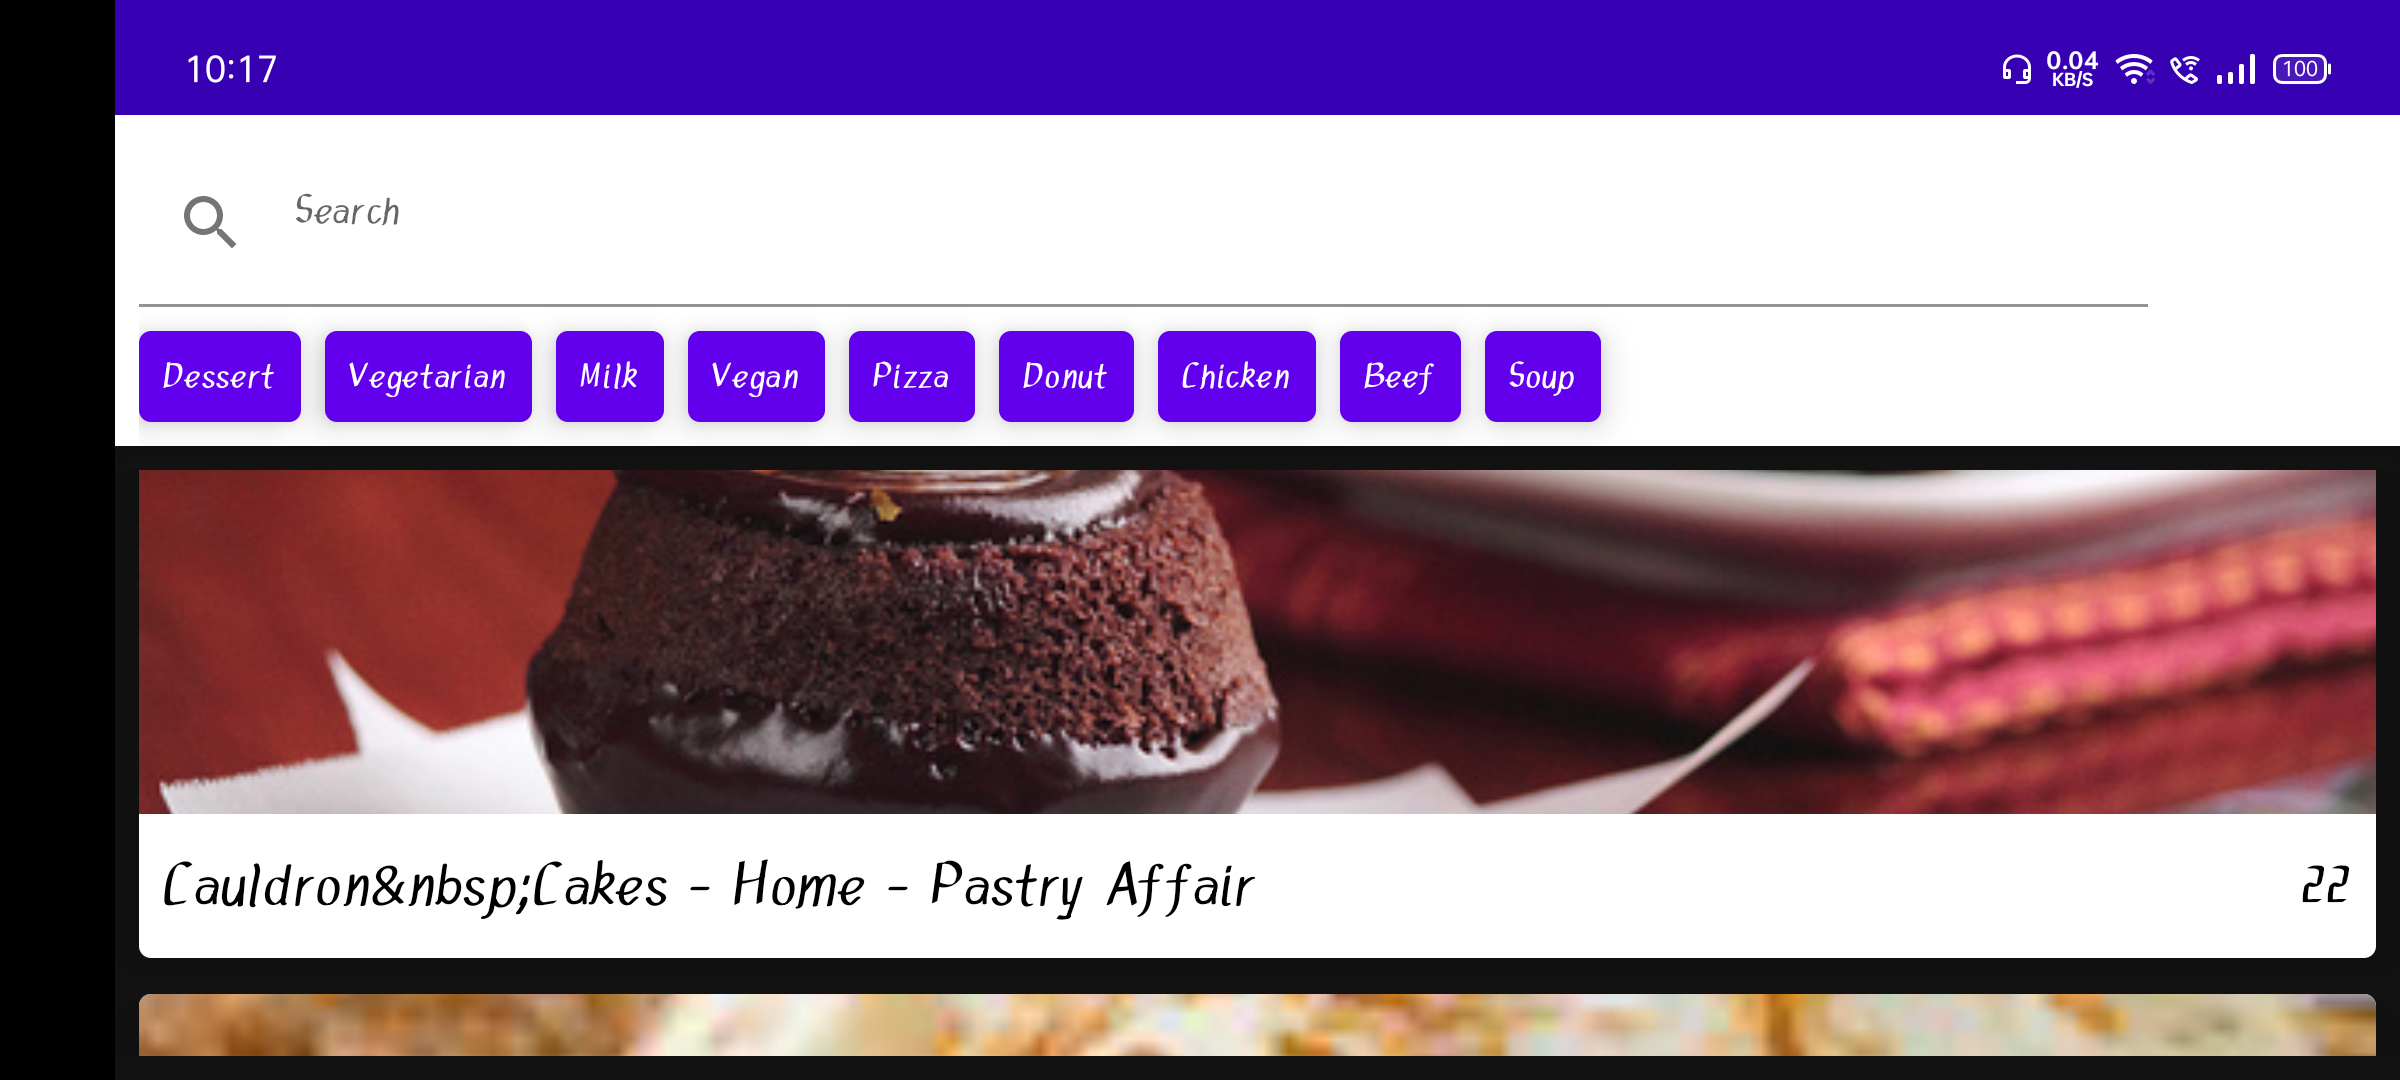 10:17 0.04 KB/S 100
Search
Dessert Vegetarian Milk Vegan Pizza Donut Chicken Beef Soup
Cauldron&nbsp;Cakes - Home - Pastry Affair 22